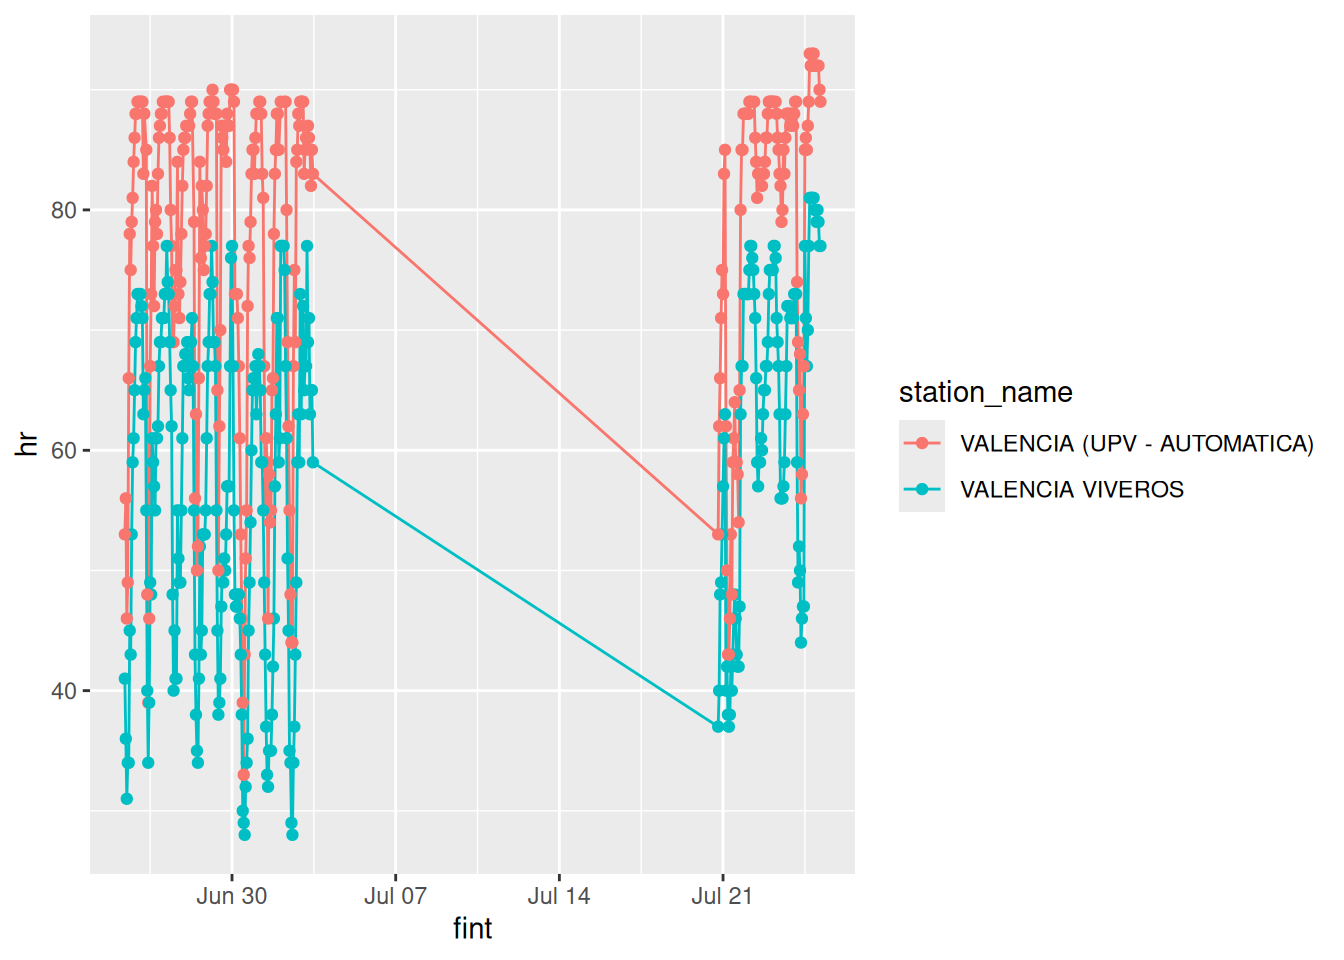 80
60
40
hr
Jun 30
Jul 07
Jul 14
Jul 21
fint
station_name
VALENCIA (UPV - AUTOMATICA)
VALENCIA VIVEROS